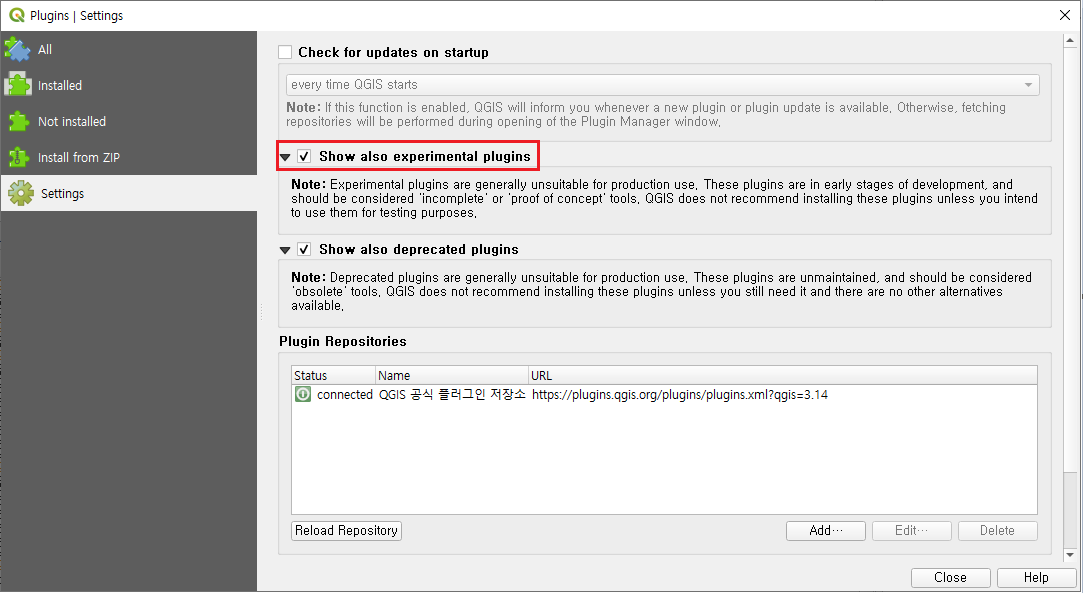 Plugins | Settings
All
Installed
Not installed
Install from ZIP
Settings
Check for updates on startup
every time QGIS starts
Note: If this function is enabled, QGIS will inform you whenever a new plugin or plugin update is available. Otherwise, fetching
repositories will be performed during opening of the Plugin Manager window.
Show also experimental plugins
Note: Experimental plugins are generally unsuitable for production use. These plugins are in early stages of development, and
should be considered 'incomplete' or 'proof of concept' tools. QGIS does not recommend installing these plugins unless you intend
to use them for testing purposes.
Show also deprecated plugins
Note: Deprecated plugins are generally unsuitable for production use. These plugins are unmaintained, and should be considered
'obsolete' tools. QGIS does not recommend installing these plugins unless you still need it and there are no other alternatives
available.
Plugin Repositories
Status Name URL
connected QGIS 공식 플러그인 저장소 https://plugins.qgis.org/plugins/plugins.xml?qgis=3.14
Reload Repository Add… Edit… Delete
Close Help